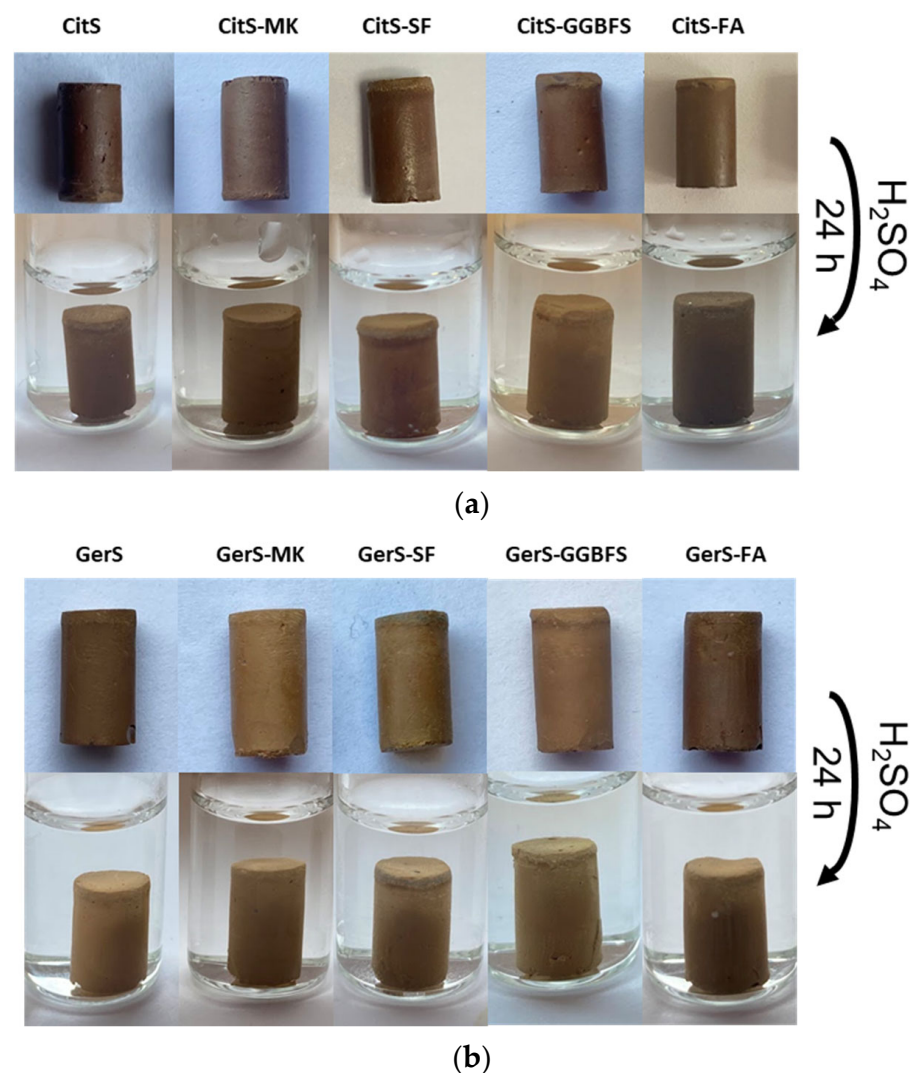 CitS CitS-MK CitS-SF CitS-GGBFS CitS-FA
H₂SO₄
24 h
(a)
GerS GerS-MK GerS-SF GerS-GGBFS GerS-FA
H₂SO₄
24 h
(b)